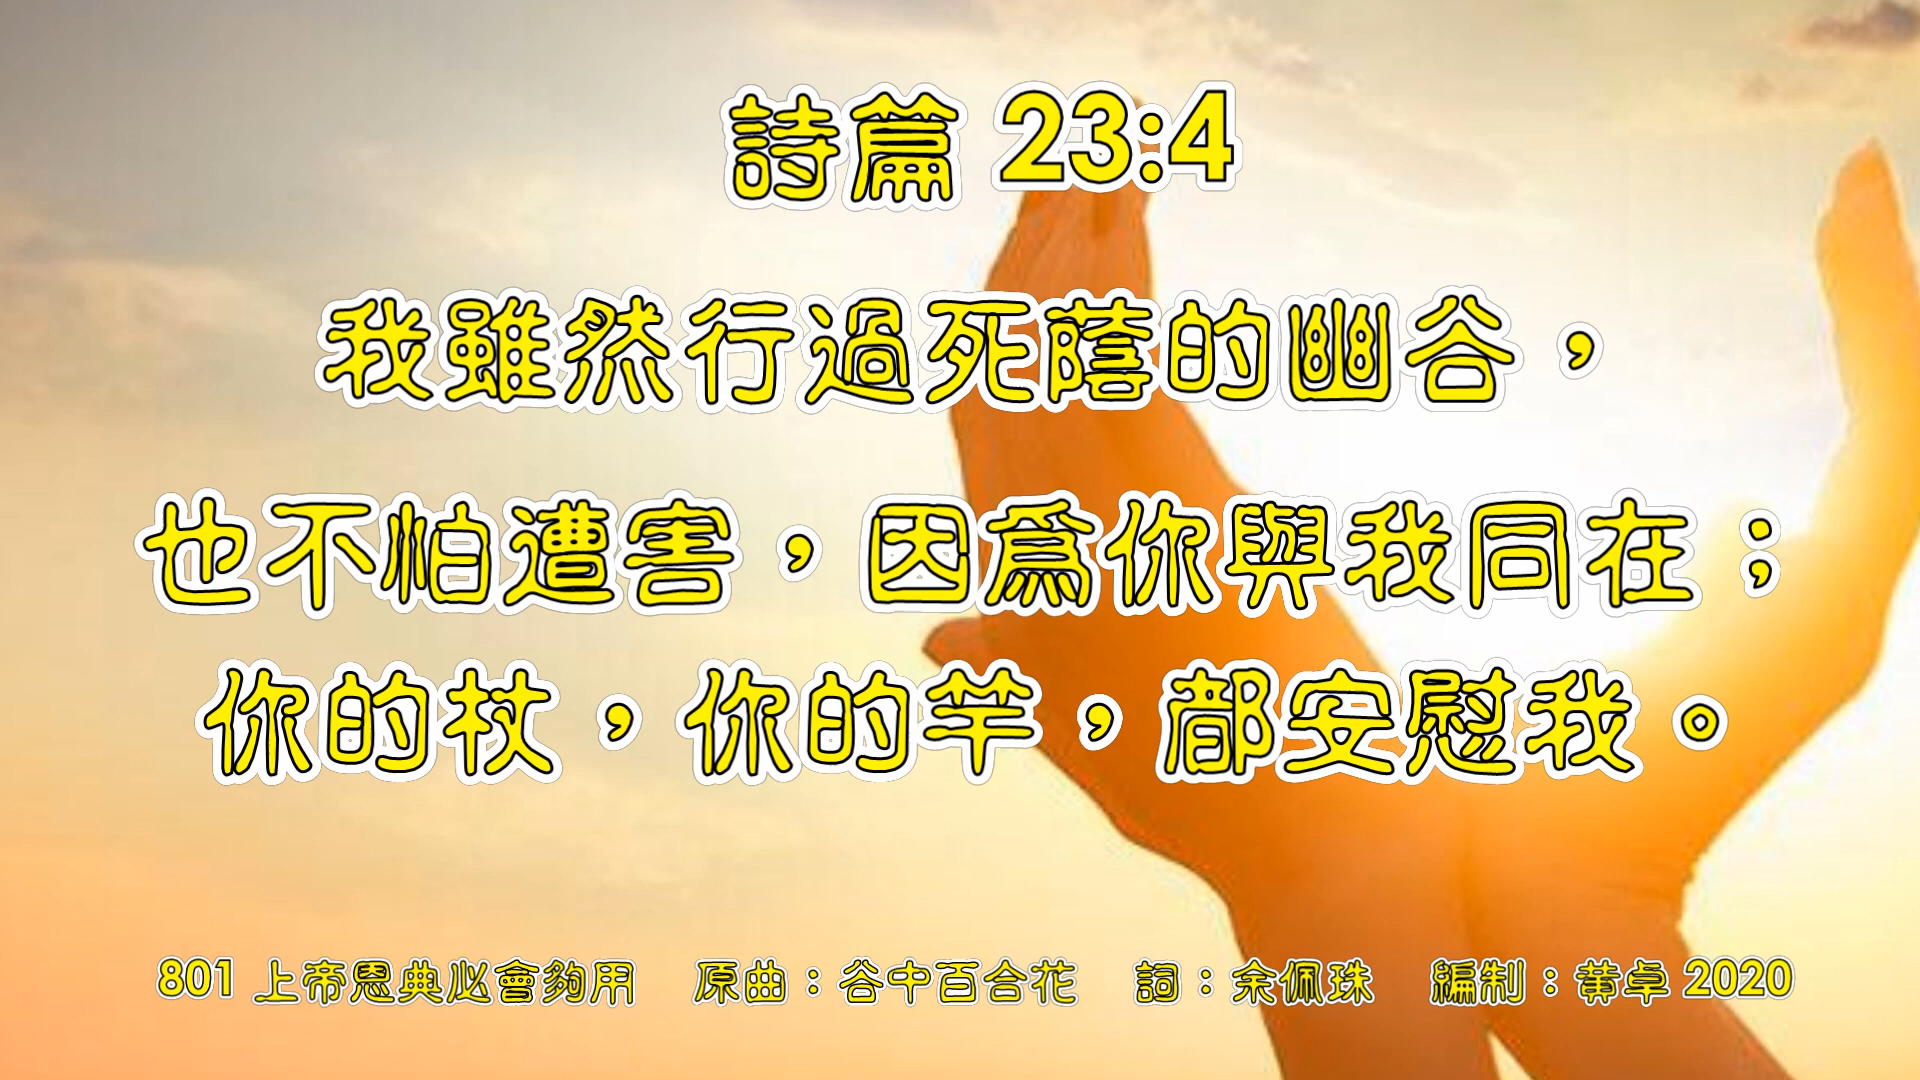 詩篇 23:4
我雖然行過死蔭的幽谷，
也不怕遭害，因為你與我同在；
你的杖，你的竿，都安慰我。
801 上帝恩典必會夠用 原曲：谷中百合花 詞：余佩珠 編制：黄卓 2020